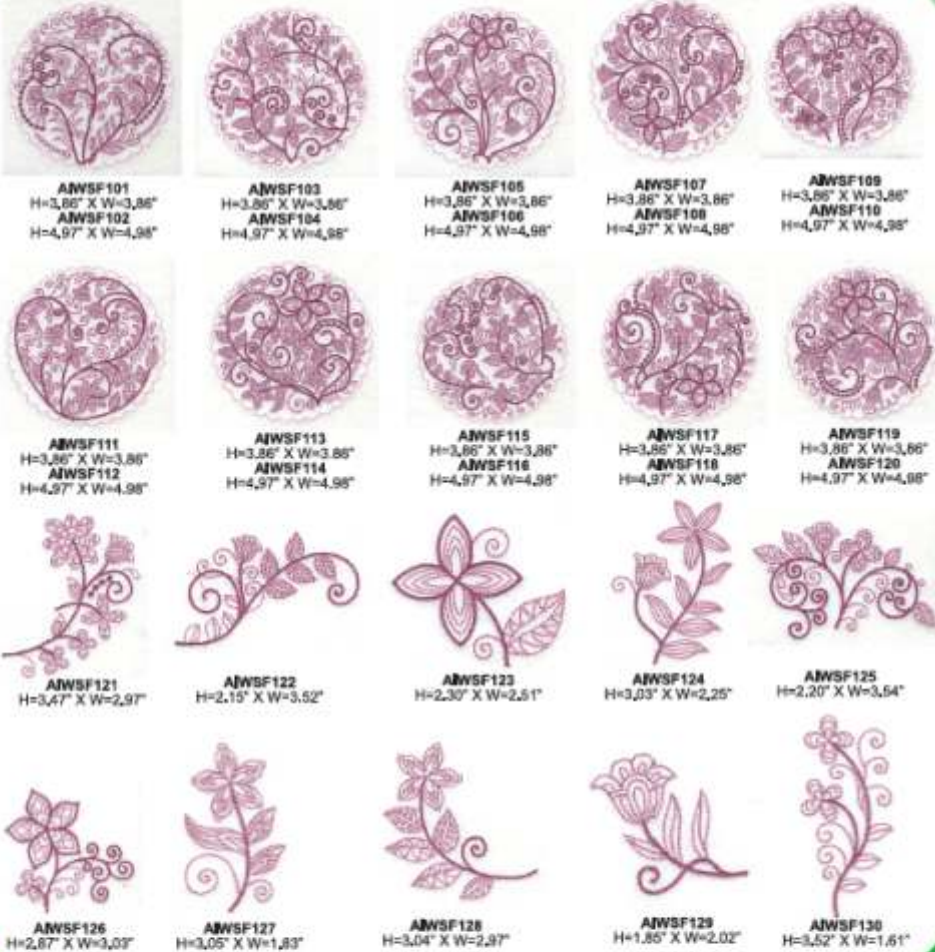 AIWSF101
H=3.86" X W=3.86"
AIWSF102
H=4.97" X W=4.98"
AIWSF103
H=3.86" X W=3.86"
AIWSF104
H=4.97" X W=4.98"
AIWSF105
H=3.86" X W=3.86"
AIWSF106
H=4.97" X W=4.98"
AIWSF107
H=3.86" X W=3.86"
AIWSF108
H=4.97" X W=4.98"
AIWSF109
H=3.86" X W=3.86"
AIWSF110
H=4.97" X W=4.98"
AIWSF111
H=3.86" X W=3.86"
AIWSF112
H=4.97" X W=4.98"
AIWSF113
H=3.86" X W=3.86"
AIWSF114
H=4.97" X W=4.98"
AIWSF115
H=3.86" X W=3.86"
AIWSF116
H=4.97" X W=4.98"
AIWSF117
H=3.86" X W=3.86"
AIWSF118
H=4.97" X W=4.98"
AIWSF119
H=3.86" X W=3.86"
AIWSF120
H=4.97" X W=4.98"
AIWSF121
H=3.47" X W=2.97"
AIWSF122
H=2.15" X W=3.52"
AIWSF123
H=2.30" X W=2.51"
AIWSF124
H=3.03" X W=2.25"
AIWSF125
H=2.20" X W=3.54"
AIWSF126
H=2.87" X W=3.03"
AIWSF127
H=3.05" X W=1.83"
AIWSF128
H=3.04" X W=2.97"
AIWSF129
H=1.85" X W=2.02"
AIWSF130
H=3.52" X W=1.61"